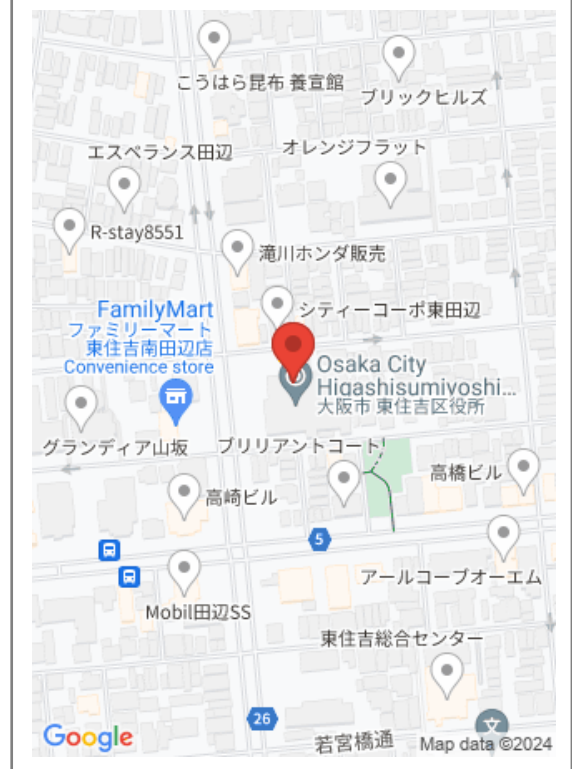 こうはら昆布 養宣館
ブリックヒルズ
エスペランス田辺
オレンジフラット
R-stay8551
滝川ホンダ販売
FamilyMart
ファミリーマート
東住吉南田辺店
Convenience store
シティーコーポ東田辺
Osaka City
Higashisumiyoshi...
大阪市 東住吉区役所
グランディア山坂
ブリリアントコートI
高橋ビル
高崎ビル
5
アールコーブオーエム
Mobil田辺SS
東住吉総合センター
26
若宮橋通
文
Google
Map data ©2024